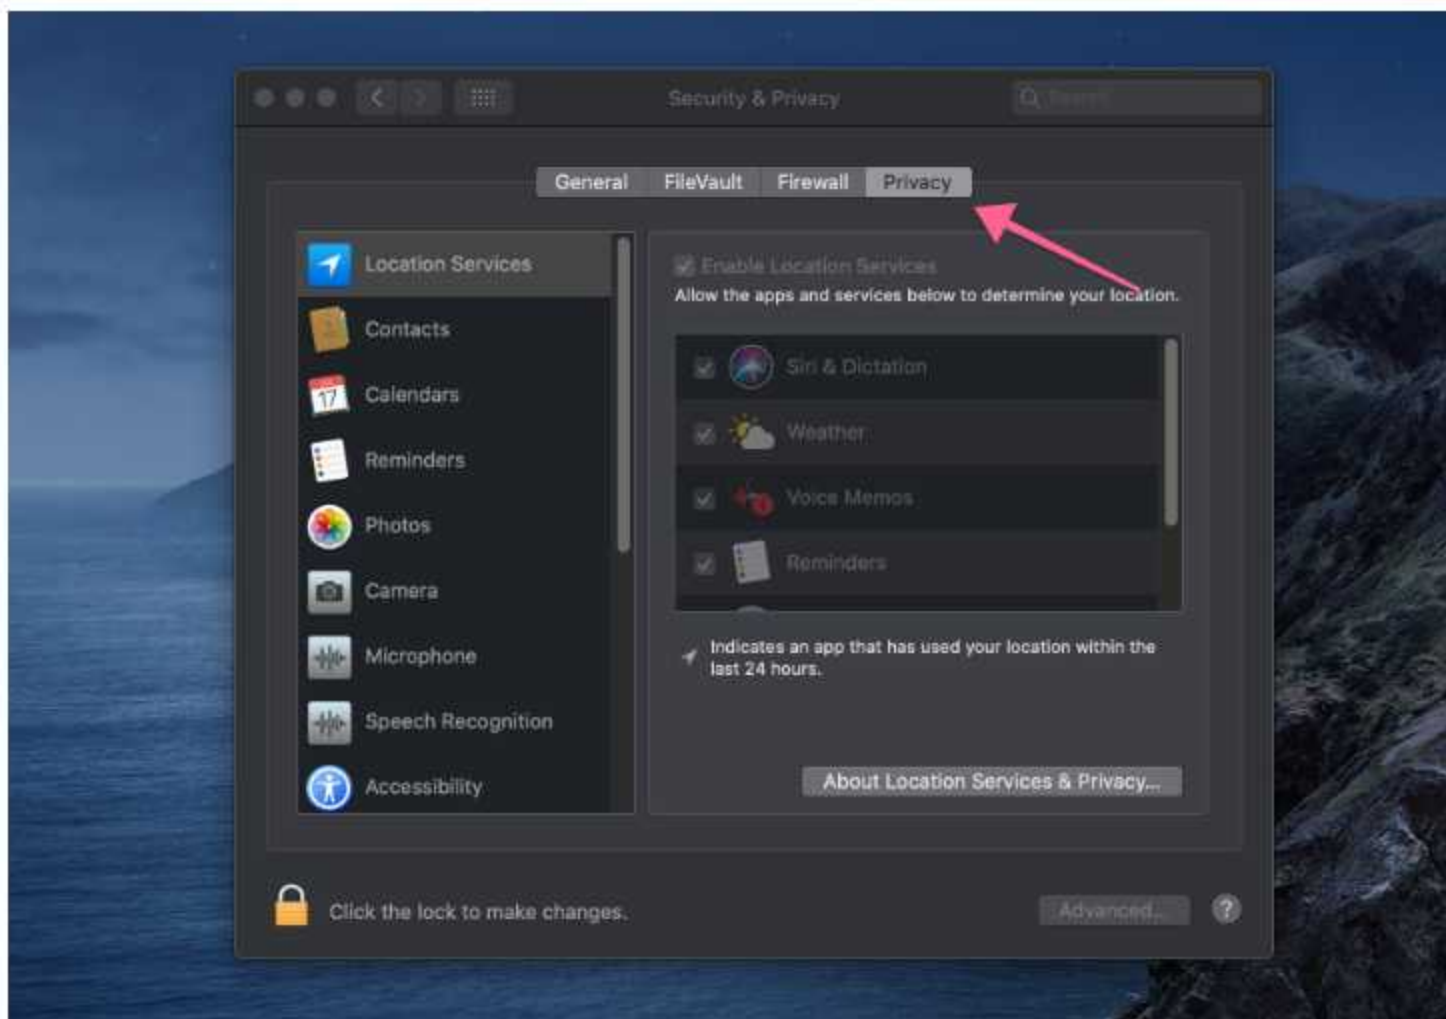 Security & Privacy
Search
General FileVault Firewall Privacy
Location Services
Contacts
17
Calendars
Reminders
Photos
Camera
Microphone
Speech Recognition
Accessibility
Enable Location Services
Allow the apps and services below to determine your location.
Siri & Dictation
Weather
Voice Memos
Reminders
Indicates an app that has used your location within the
last 24 hours.
About Location Services & Privacy...
Click the lock to make changes.
Advanced...
?